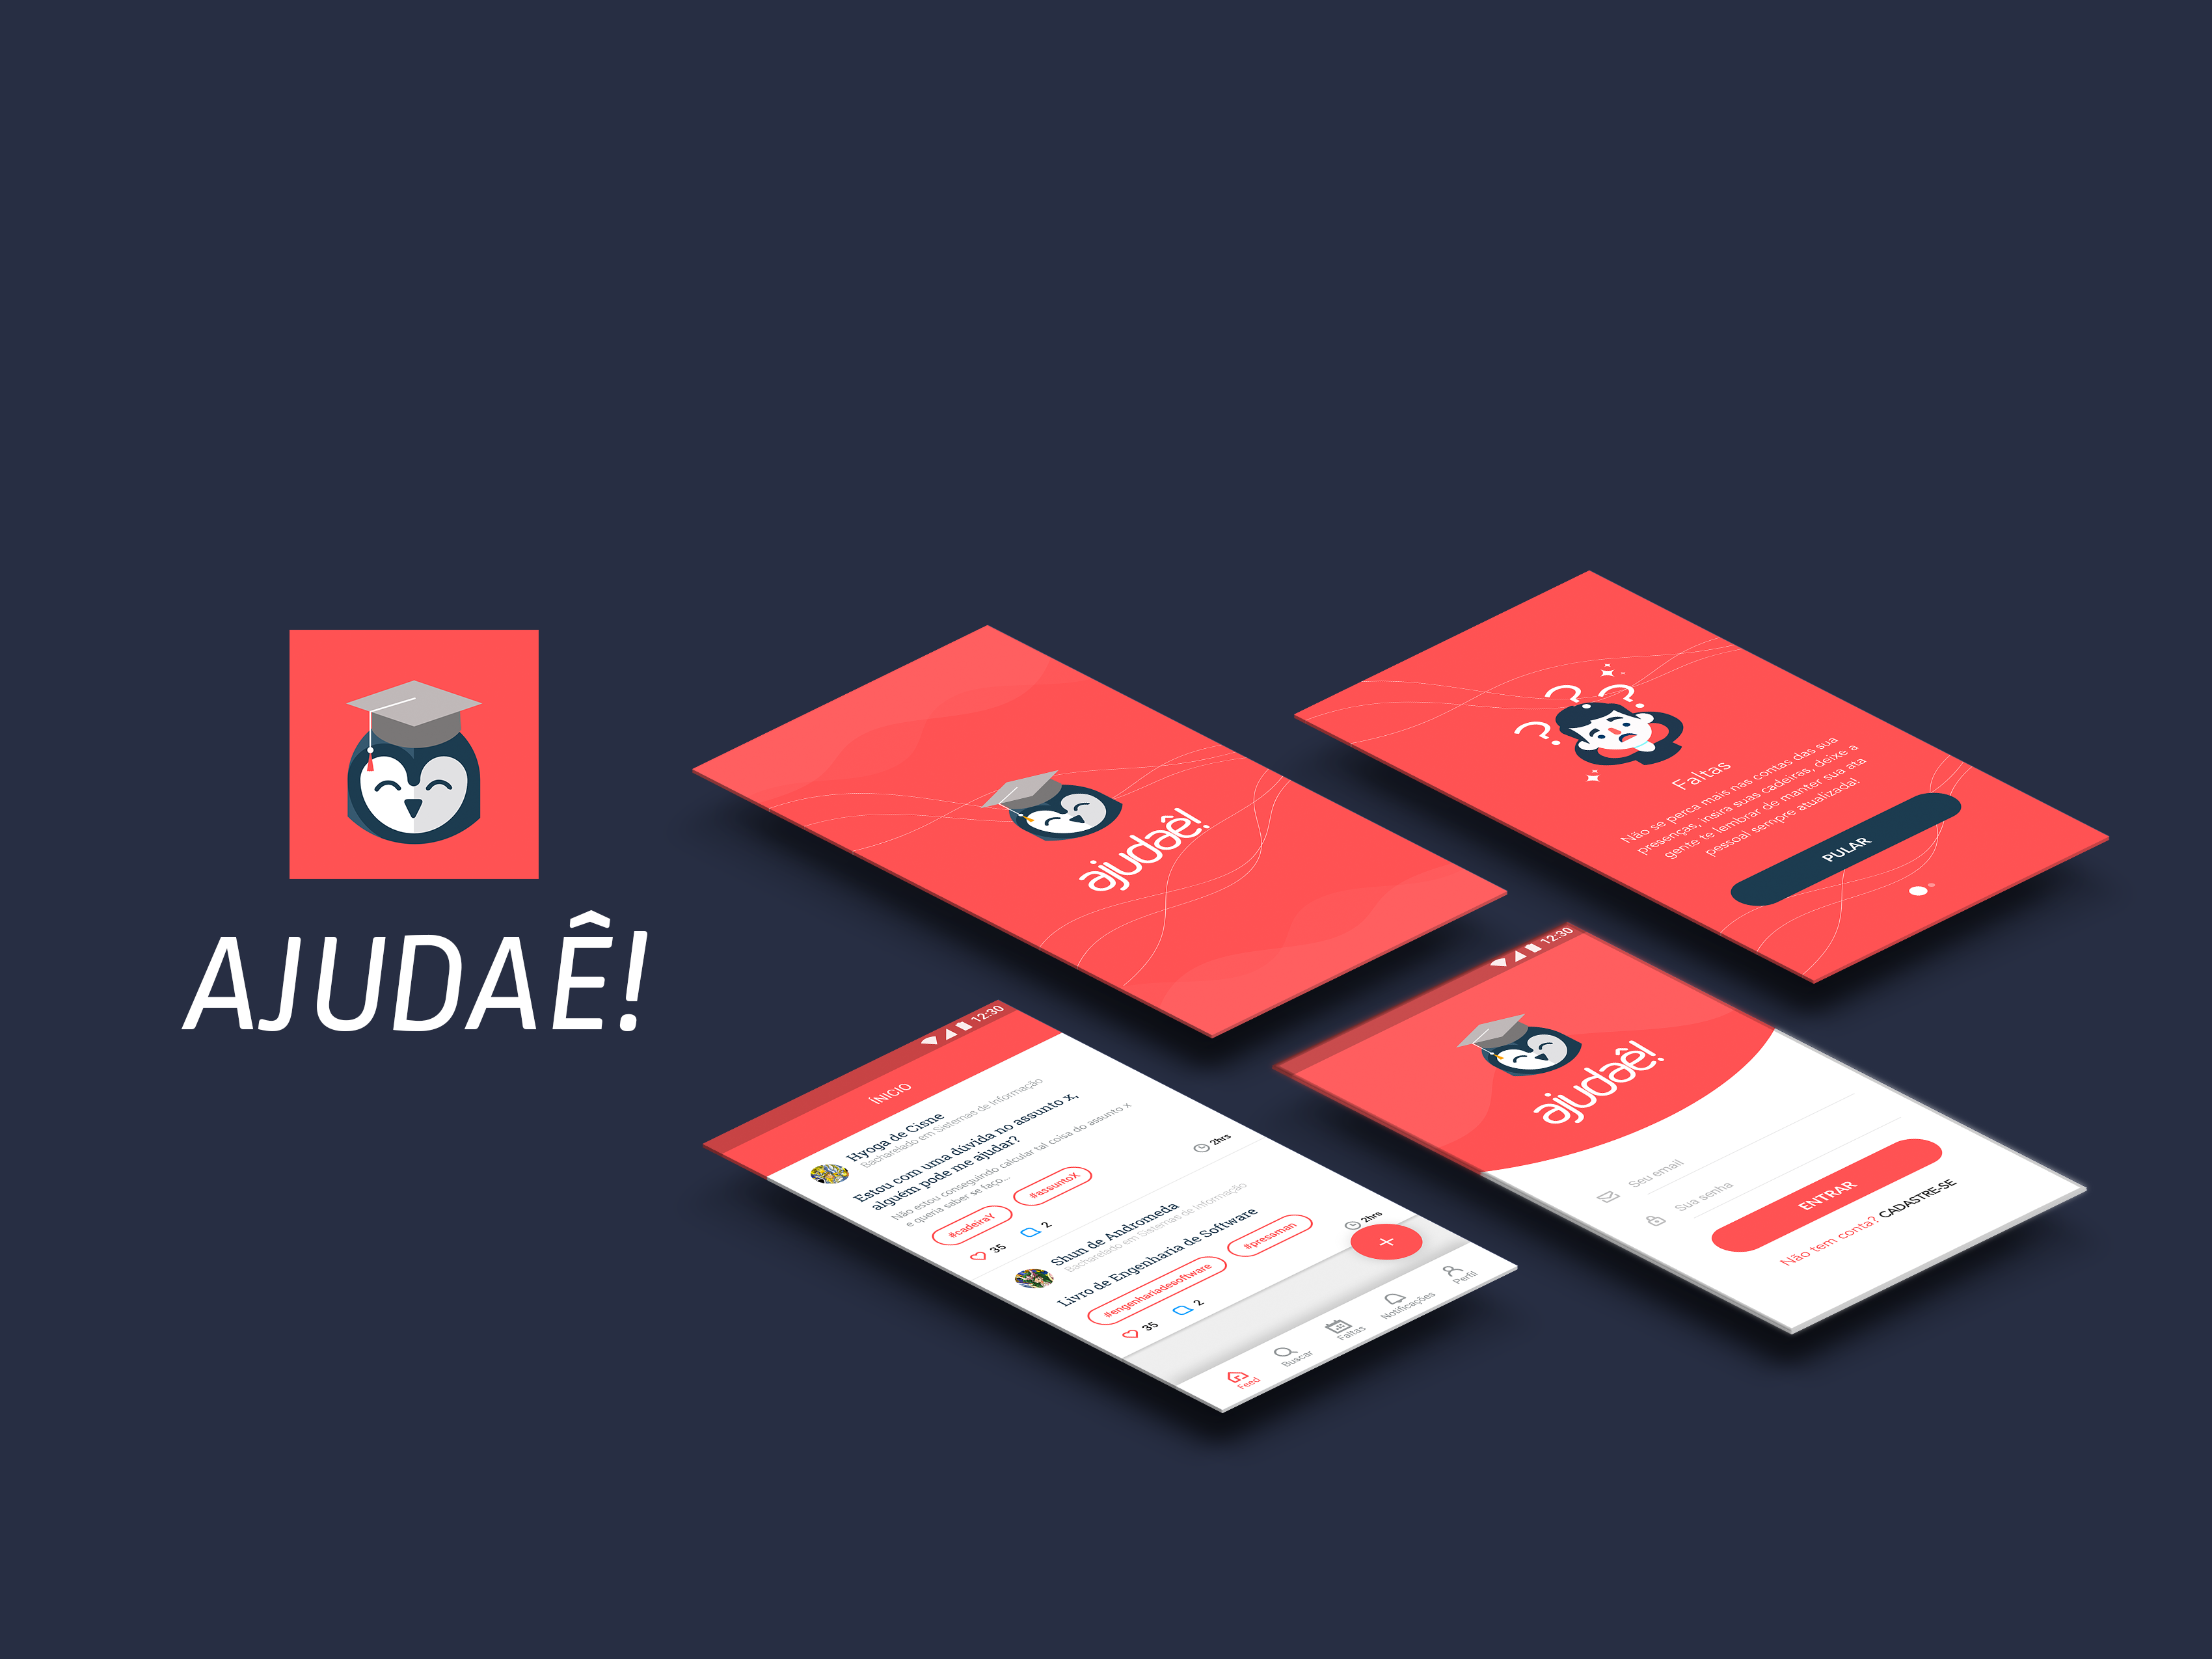 AJUDAÊ!
ajudaê!
Faltas
Não se perca mais nas contas das sua
presenças, insira suas cadeiras, deixe a
gente te lembrar de manter sua ata
pessoal sempre atualizada!
PULAR
12:30
ÍNICIO
Hyoga de Cisne
Bacharelado em Sistemas de Informação
Estou com uma dúvida no assunto x,
alguém pode me ajudar?
Não estou conseguindo calcular tal coisa do assunto x
e queria saber se faço...
#cadeiraY #assuntoX
35 2 2hrs
Shun de Andromeda
Bacharelado em Sistemas de Informação
Livro de Engenharia de Software
#engenhariadesoftware #pressman
35 2 2hrs
+
Feed Buscar Faltas Notificações Perfil
12:30
ajudaê!
Seu email
Sua senha
ENTRAR
Não tem conta? CADASTRE-SE